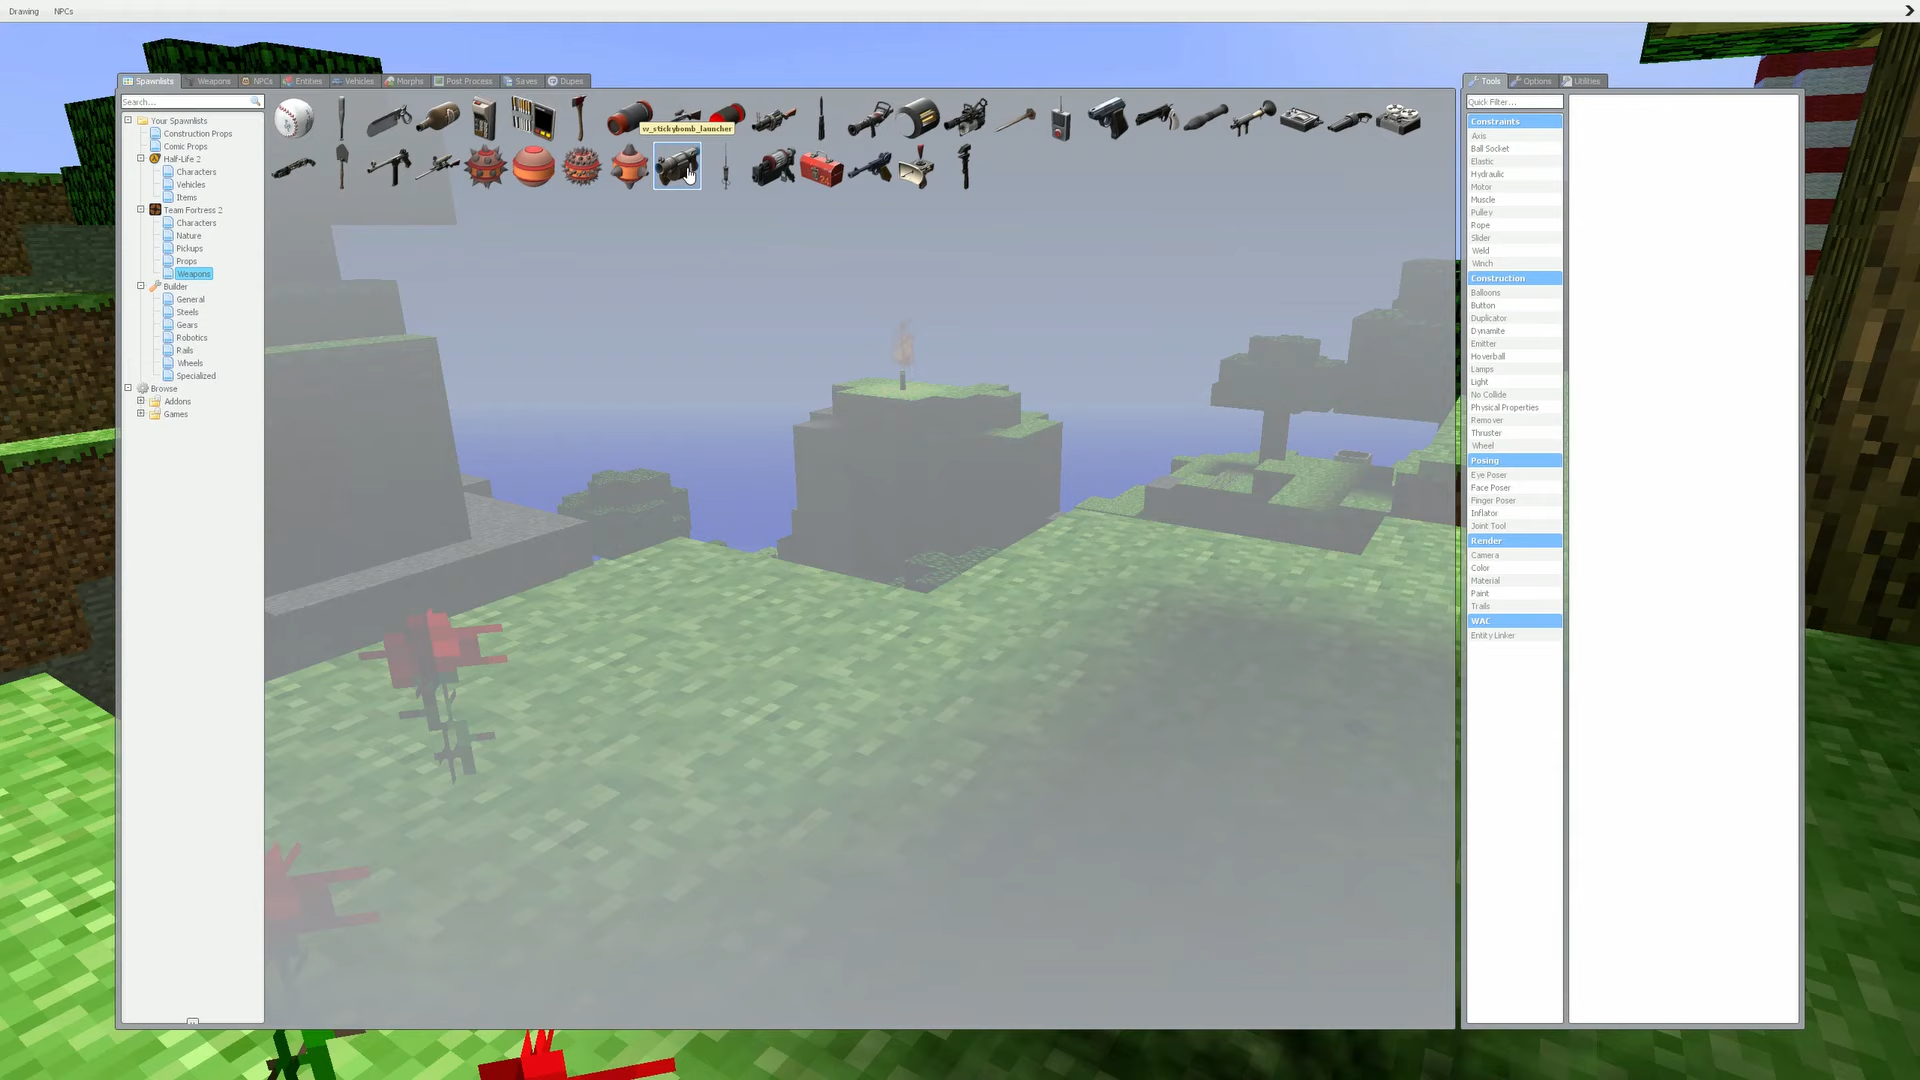 Drawing NPCs
Spawnlists Weapons NPCs Entities Vehicles Morphs Post Process Saves Dupes
Search...
Your Spawnlists
Construction Props
Comic Props
Half-Life 2
Characters
Vehicles
Items
Team Fortress 2
Characters
Nature
Pickups
Props
Weapons
Builder
General
Steels
Gears
Robotics
Rails
Wheels
Specialized
Browse
Addons
Games
w_stickybomb_launcher
Tools Options Utilities
Quick Filter...
Constraints
Axis
Ball Socket
Elastic
Hydraulic
Motor
Muscle
Pulley
Rope
Slider
Weld
Winch
Construction
Balloons
Button
Duplicator
Dynamite
Emitter
Hoverball
Lamps
Light
No Collide
Physical Properties
Remover
Thruster
Wheel
Posing
Eye Poser
Face Poser
Finger Poser
Inflator
Joint Tool
Render
Camera
Color
Material
Paint
Trails
WAC
Entity Linker